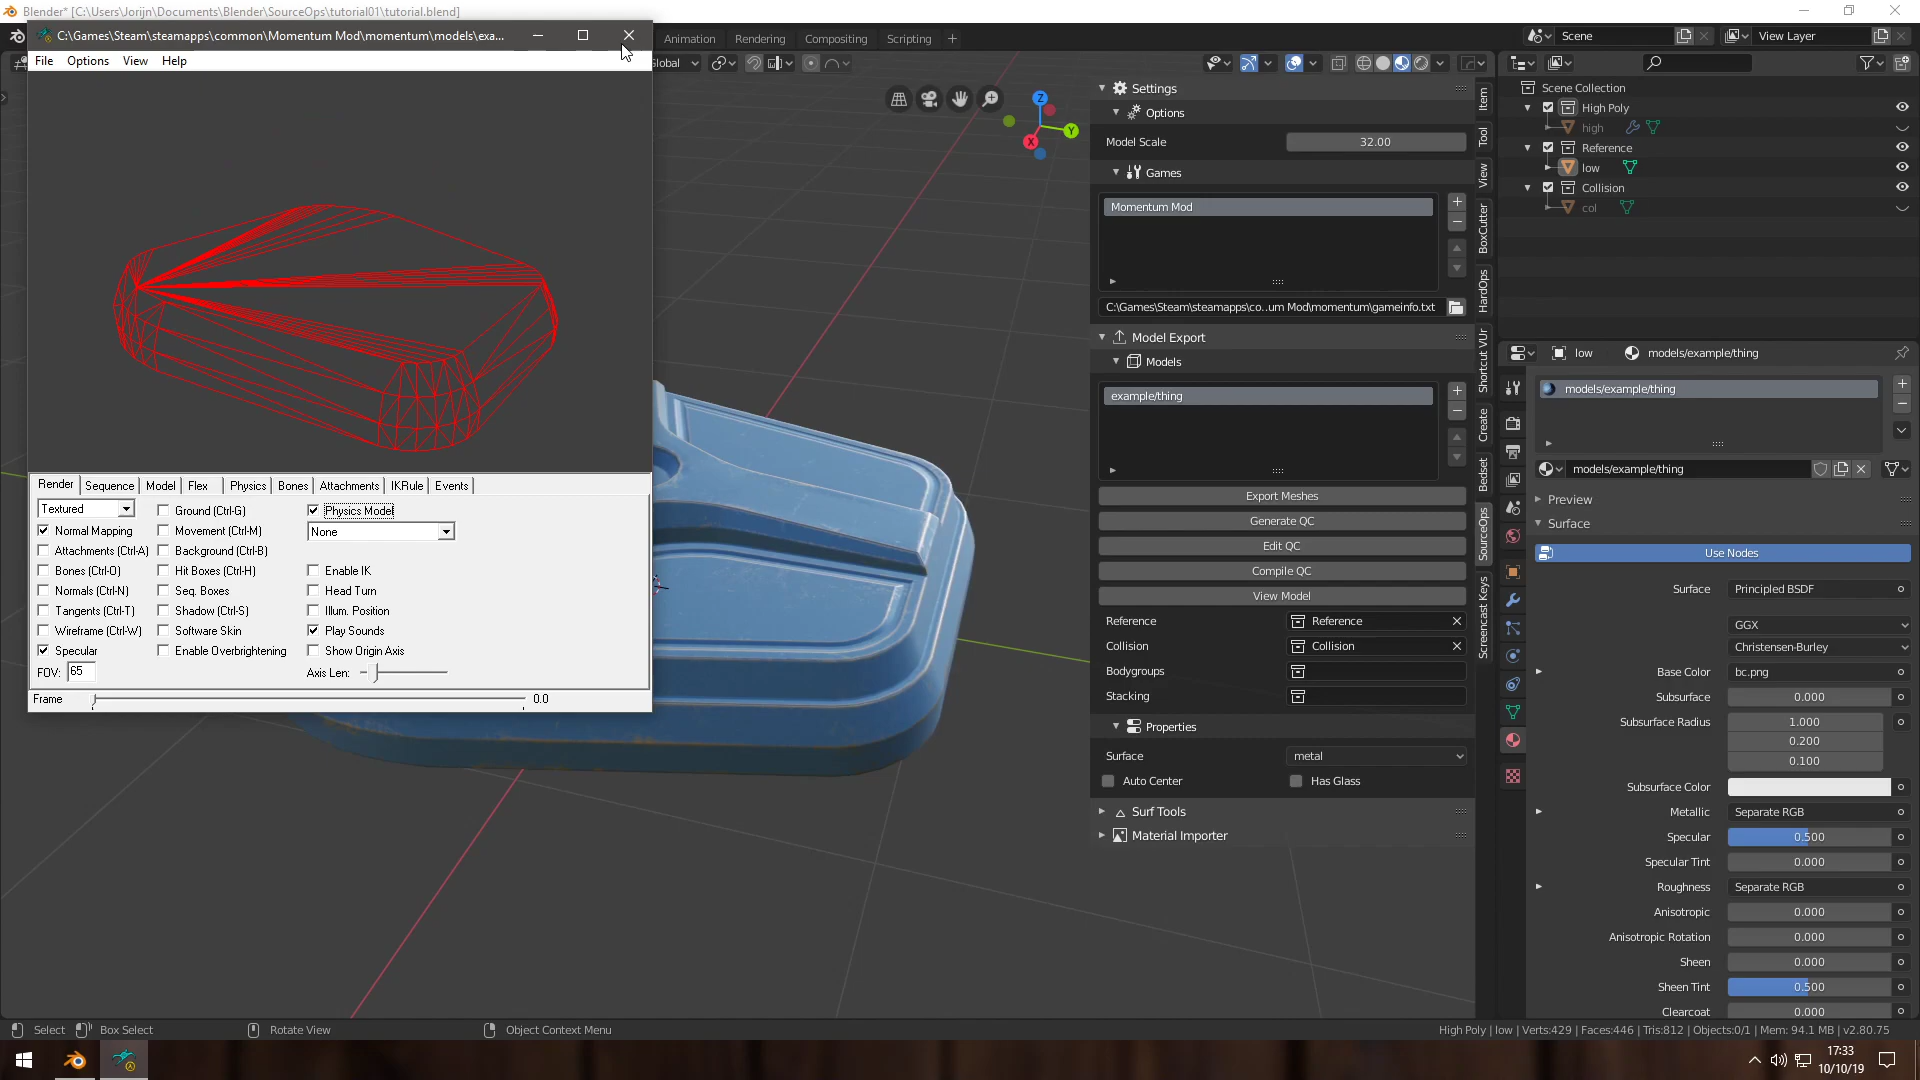 Blender* [C:\Users\Jorijn\Documents\Blender\SourceOps\tutorial01\tutorial.blend]
C:\Games\Steam\steamapps\common\Momentum Mod\momentum\models\exa...
File Options View Help
Animation Rendering Compositing Scripting
Scene
View Layer
Global
Z
Y
X
Render Sequence Model Flex Physics Bones Attachments IKRule Events
Textured
Ground (Ctrl-G)
Physics Model
Normal Mapping
Movement (Ctrl-M)
None
Attachments (Ctrl-A)
Background (Ctrl-B)
Bones (Ctrl-O)
Hit Boxes (Ctrl-H)
Enable IK
Normals (Ctrl-N)
Seq. Boxes
Head Turn
Tangents (Ctrl-T)
Shadow (Ctrl-S)
Illum. Position
Wireframe (Ctrl-W)
Software Skin
Play Sounds
Specular
Enable Overbrightening
Show Origin Axis
FOV: 65
Axis Len:
Frame
0.0
Settings
Options
Model Scale 32.00
Games
Momentum Mod
C:\Games\Steam\steamapps\co..um Mod\momentum\gameinfo.txt
Model Export
Models
example/thing
Export Meshes
Generate QC
Edit QC
Compile QC
View Model
Reference Reference
Collision Collision
Bodygroups
Stacking
Properties
Surface metal
Auto Center
Has Glass
Surf Tools
Material Importer
Item
Tool
View
BoxCutter
HardOps
Shortcut VUr
Create
Bedset
SourceOps
Screencast Keys
Scene Collection
High Poly
high
Reference
low
Collision
col
low models/example/thing
models/example/thing
models/example/thing
Preview
Surface
Use Nodes
Surface Principled BSDF
GGX
Christensen-Burley
Base Color bc.png
Subsurface 0.000
Subsurface Radius 1.000
0.200
0.100
Subsurface Color
Metallic Separate RGB
Specular 0.500
Specular Tint 0.000
Roughness Separate RGB
Anisotropic 0.000
Anisotropic Rotation 0.000
Sheen 0.000
Sheen Tint 0.500
Clearcoat 0.000
Select
Box Select
Rotate View
Object Context Menu
High Poly | low | Verts:429 | Faces:446 | Tris:812 | Objects:0/1 | Mem: 94.1 MB | v2.80.75
17:33
10/10/19